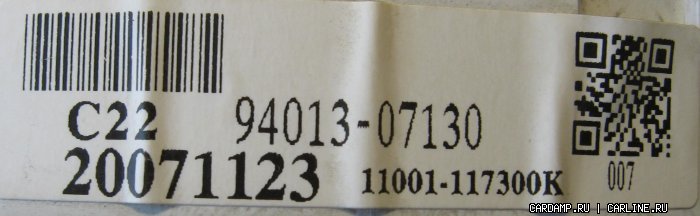 C22 94013-07130
20071123 11001-117300K 007
CARDAMP.RU | CARLINE.RU